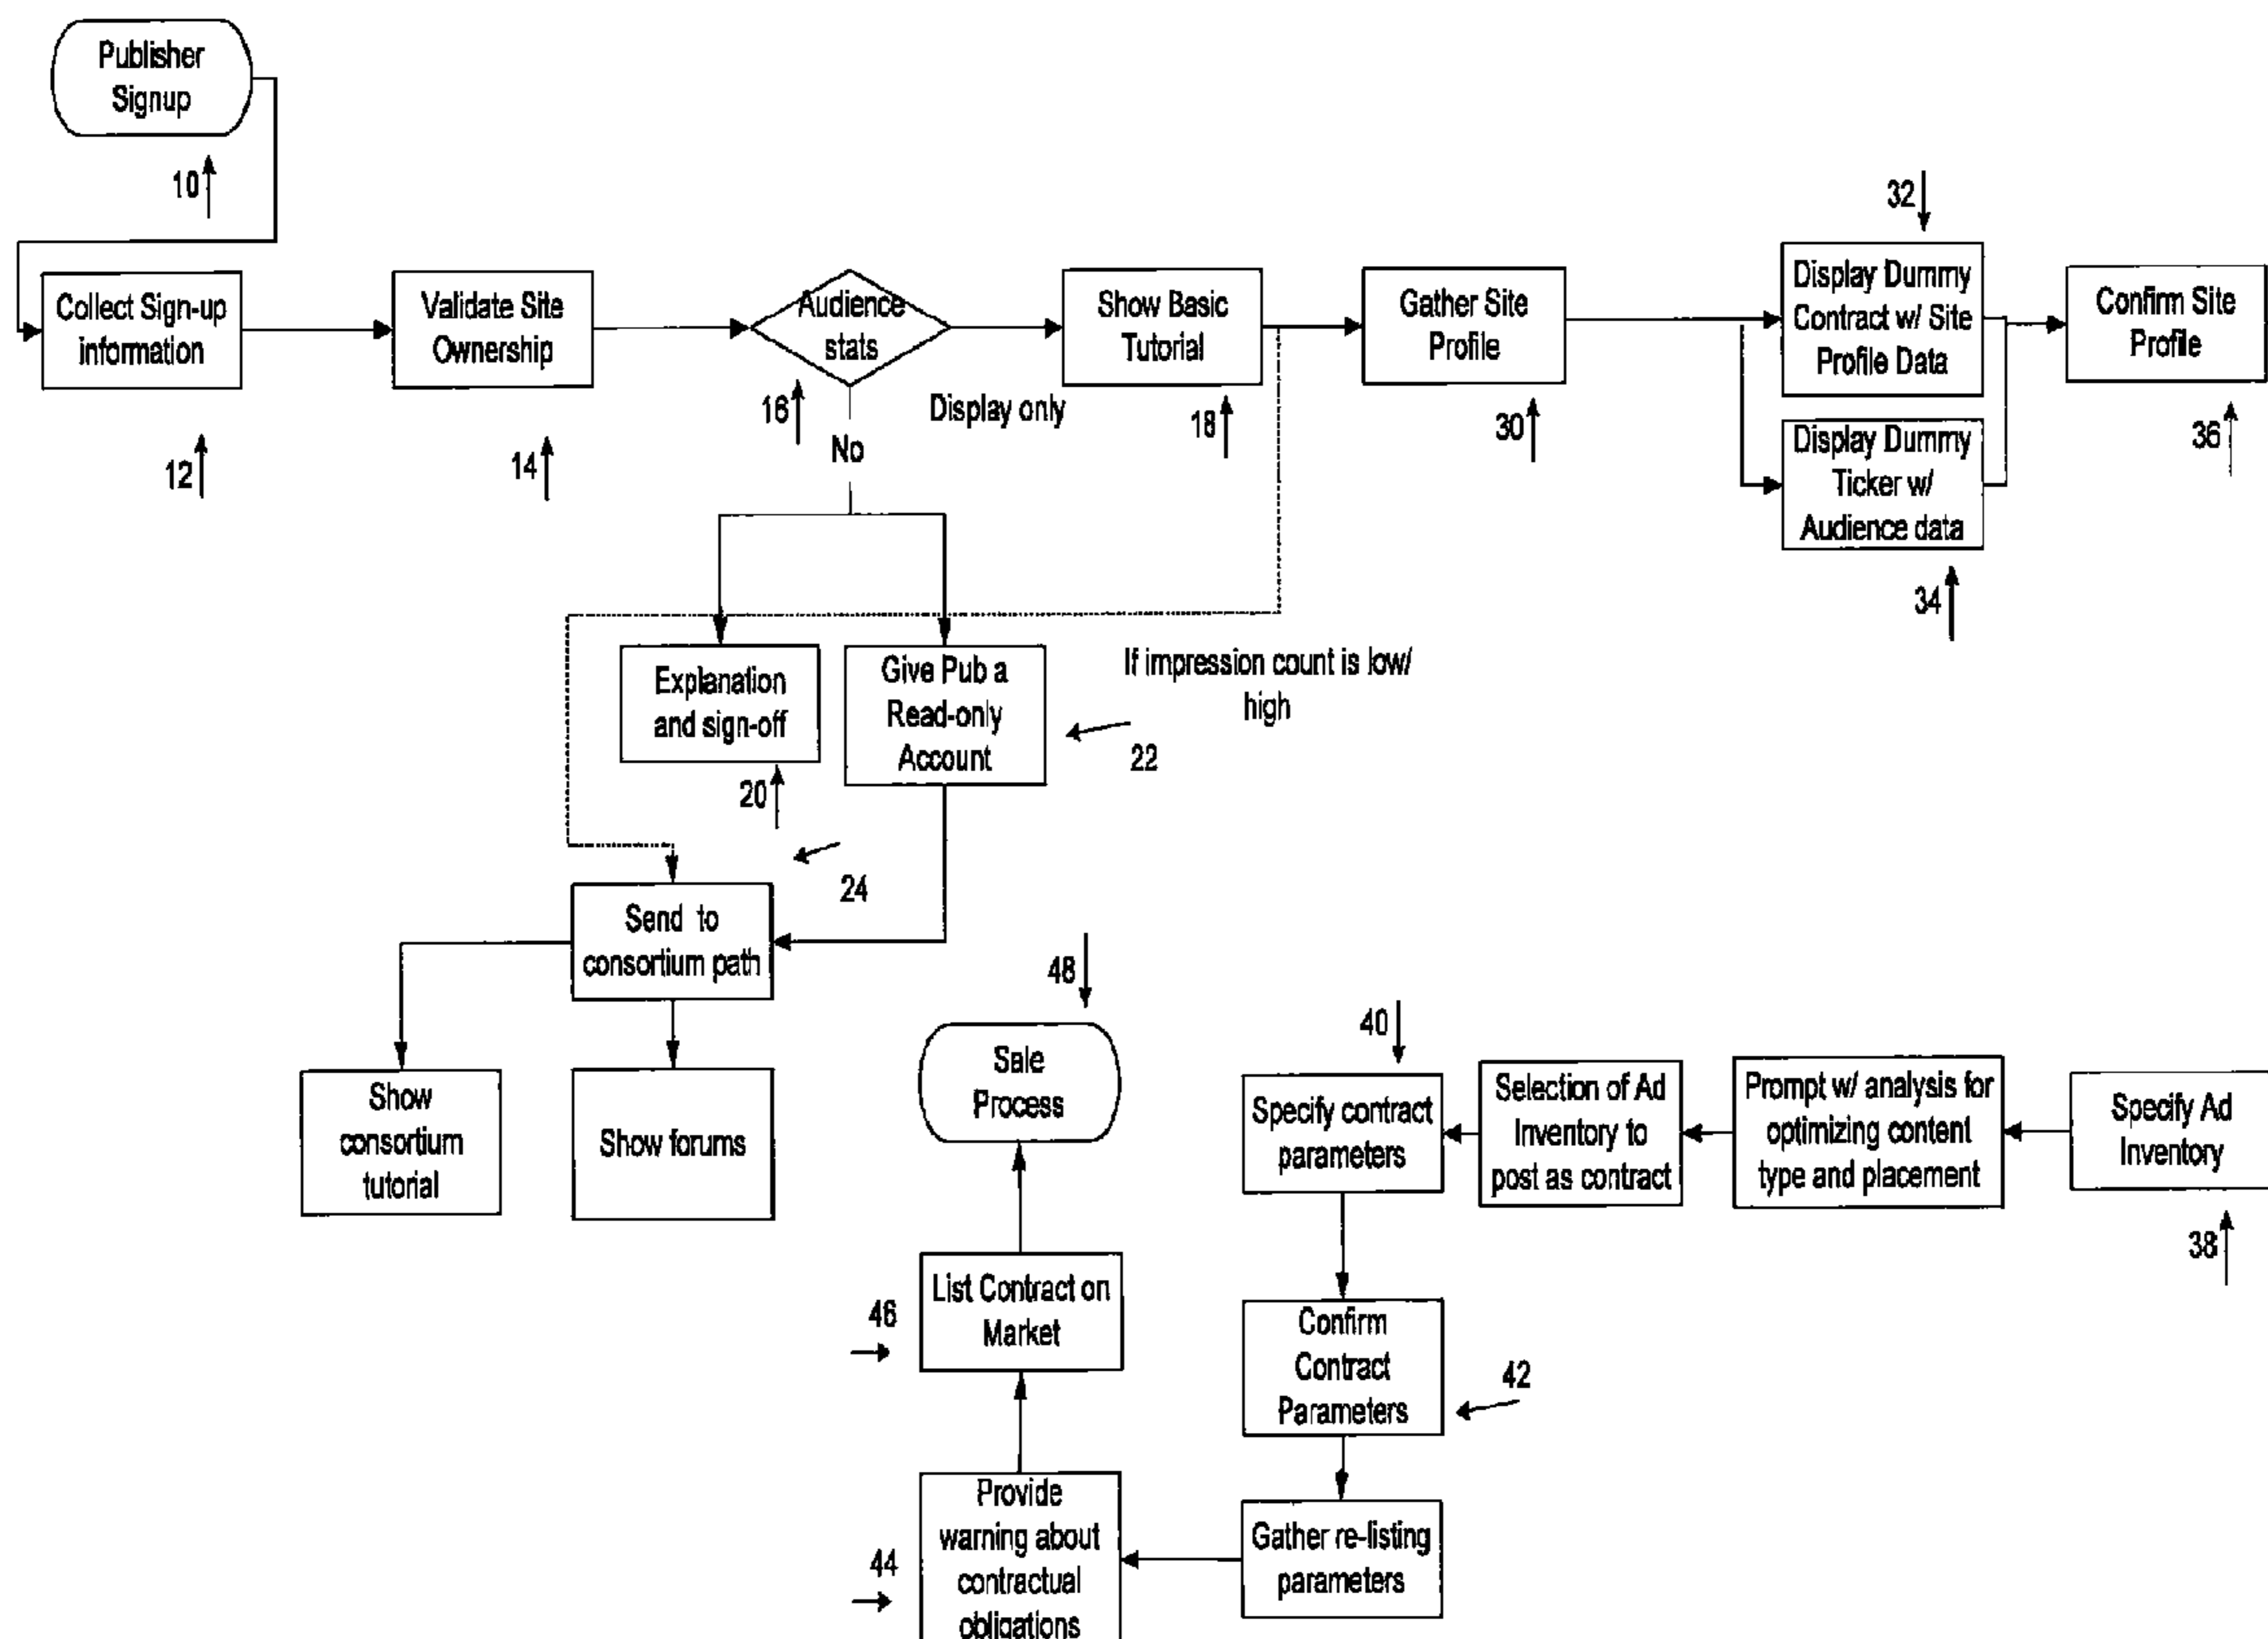 Publisher
Signup
10
Collect Sign-up
information
12
Validate Site
Ownership
14
Audience
stats
16
No
Display only
Show Basic
Tutorial
18
Gather Site
Profile
30
32
Display Dummy
Contract w/ Site
Profile Data
Display Dummy
Ticker w/
Audience data
34
Confirm Site
Profile
36
Explanation
and sign-off
20
Give Pub a
Read-only
Account
If impression count is low/
high
22
24
Send to
consortium path
Show
consortium
tutorial
Show forums
48
Sale
Process
40
Specify contract
parameters
Selection of Ad
Inventory to
post as contract
Prompt w/ analysis for
optimizing content
type and placement
Specify Ad
Inventory
38
List Contract on
Market
46
Confirm
Contract
Parameters
42
Provide
warning about
contractual
obligations
44
Gather re-listing
parameters